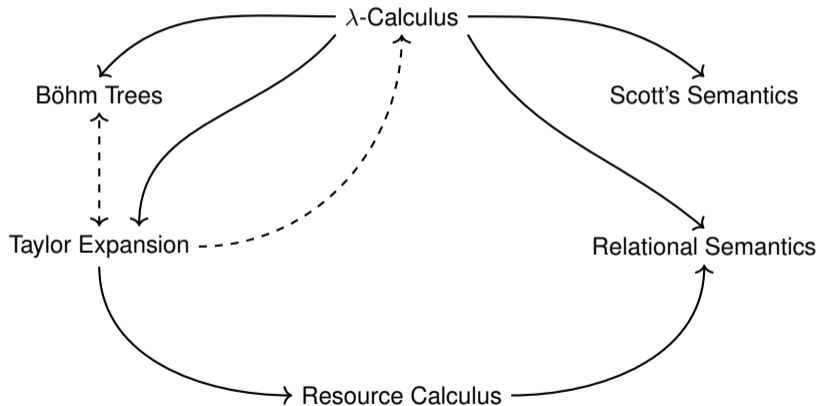 λ-Calculus
Böhm Trees
Scott's Semantics
Taylor Expansion
Relational Semantics
Resource Calculus